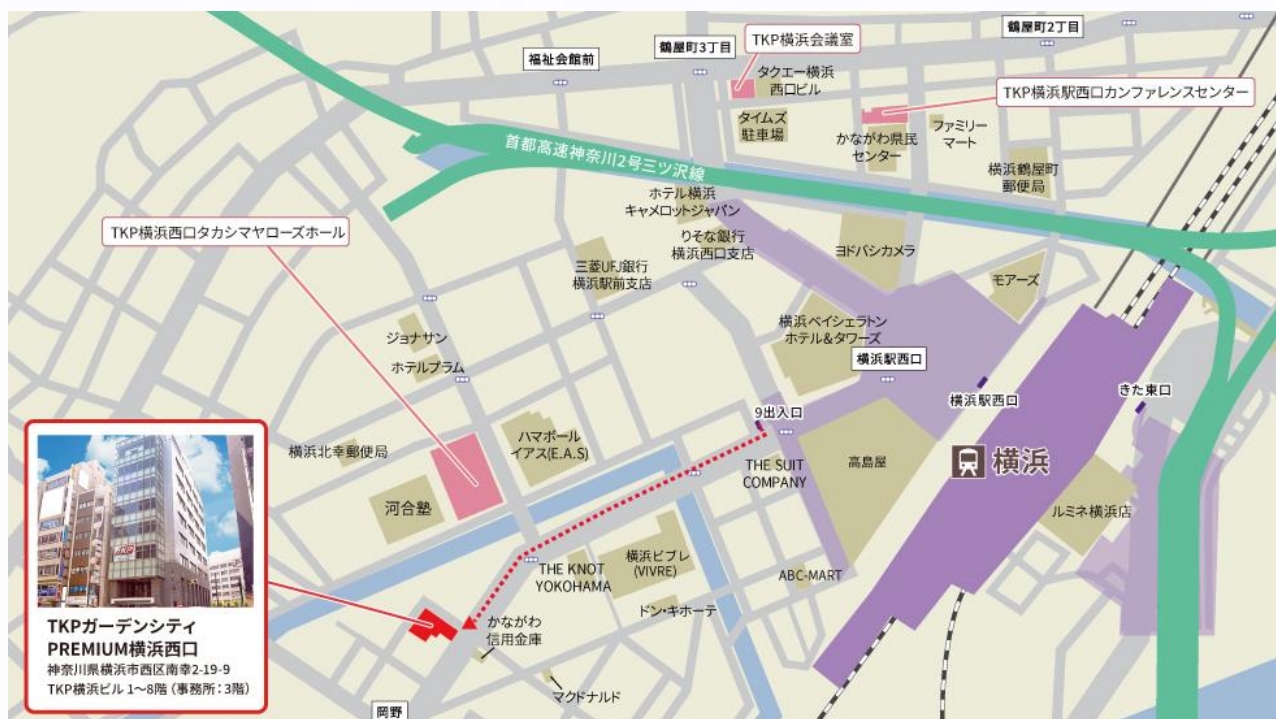 鶴屋町2丁目
鶴屋町3丁目
TKP横浜会議室
福祉会館前
タクエー横浜
西口ビル
TKP横浜駅西口カンファレンスセンター
タイムズ
駐車場
かながわ県民
センター
ファミリー
マート
首都高速神奈川2号三ツ沢線
横浜鶴屋町
郵便局
ホテル横浜
キャメロットジャパン
TKP横浜西口タカシマヤローズホール
りそな銀行
横浜西口支店
ヨドバシカメラ
三菱UFJ銀行
横浜駅前支店
モアーズ
横浜ベイシェラトン
ホテル&タワーズ
ジョナサン
横浜駅西口
ホテルプラム
横浜駅西口
きた東口
9出入口
ハマボール
イアス(E.A.S)
横浜北幸郵便局
高島屋
横浜
THE SUIT
COMPANY
河合塾
ルミネ横浜店
横浜ビブレ
(VIVRE)
THE KNOT
YOKOHAMA
ABC-MART
ドン・キホーテ
かながわ
信用金庫
マクドナルド
岡野
TKP
TKPガーデンシティ
PREMIUM横浜西口
神奈川県横浜市西区南幸2-19-9
TKP横浜ビル 1~8階 (事務所:3階)